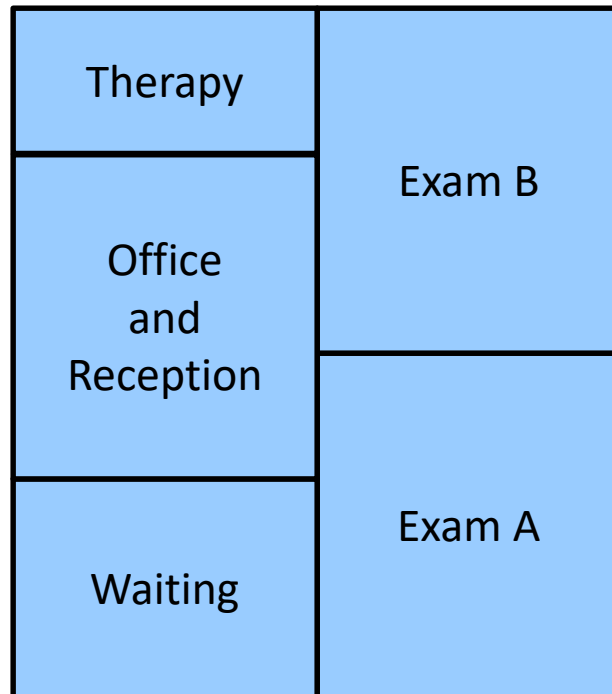 Therapy
Exam B
Office
and
Reception
Exam A
Waiting